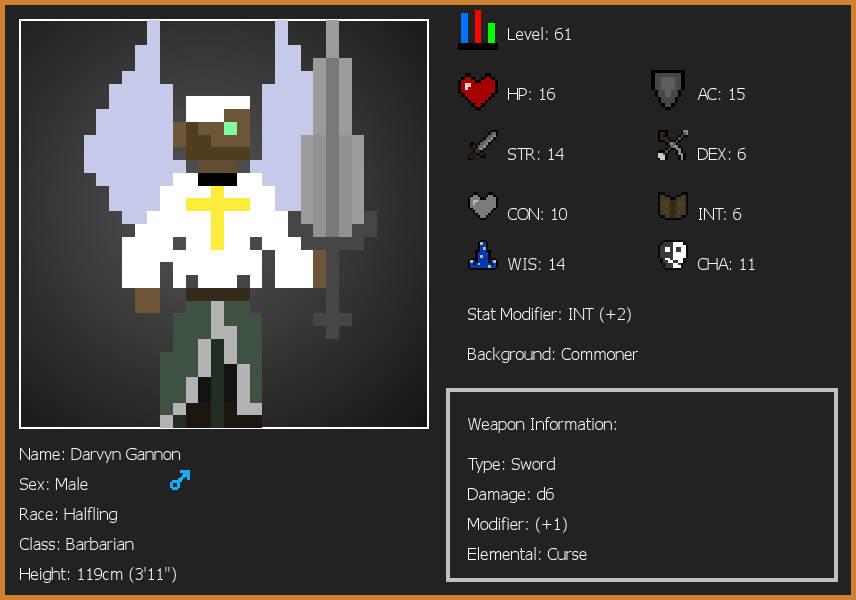 Level: 61
HP: 16
AC: 15
STR: 14
DEX: 6
CON: 10
INT: 6
WIS: 14
CHA: 11
Stat Modifier: INT (+2)
Background: Commoner
Weapon Information:
Type: Sword
Damage: d6
Modifier: (+1)
Elemental: Curse
Name: Darvyn Gannon
Sex: Male
Race: Halfling
Class: Barbarian
Height: 119cm (3'11")